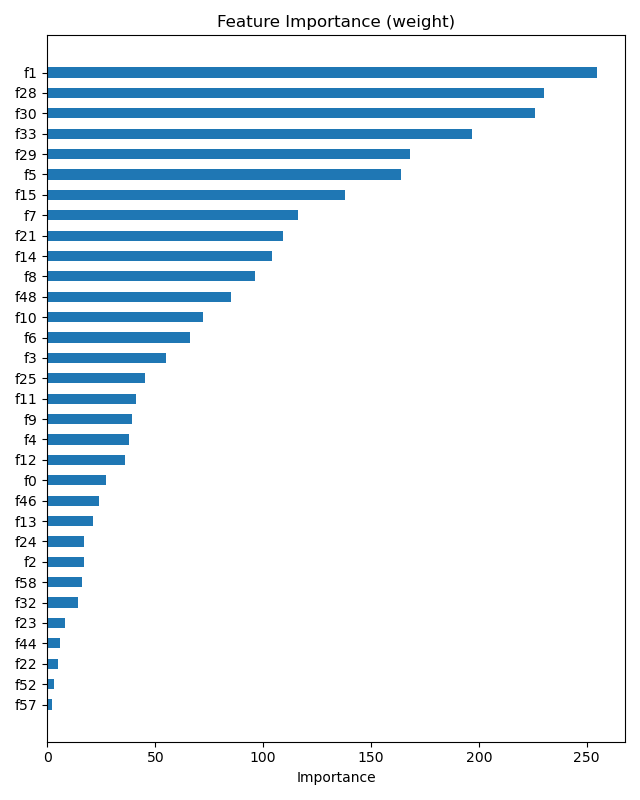 Feature Importance (weight)
f1
f28
f30
f33
f29
f5
f15
f7
f21
f14
f8
f48
f10
f6
f3
f25
f11
f9
f4
f12
f0
f46
f13
f24
f2
f58
f32
f23
f44
f22
f52
f57
0 50 100 150 200 250
Importance